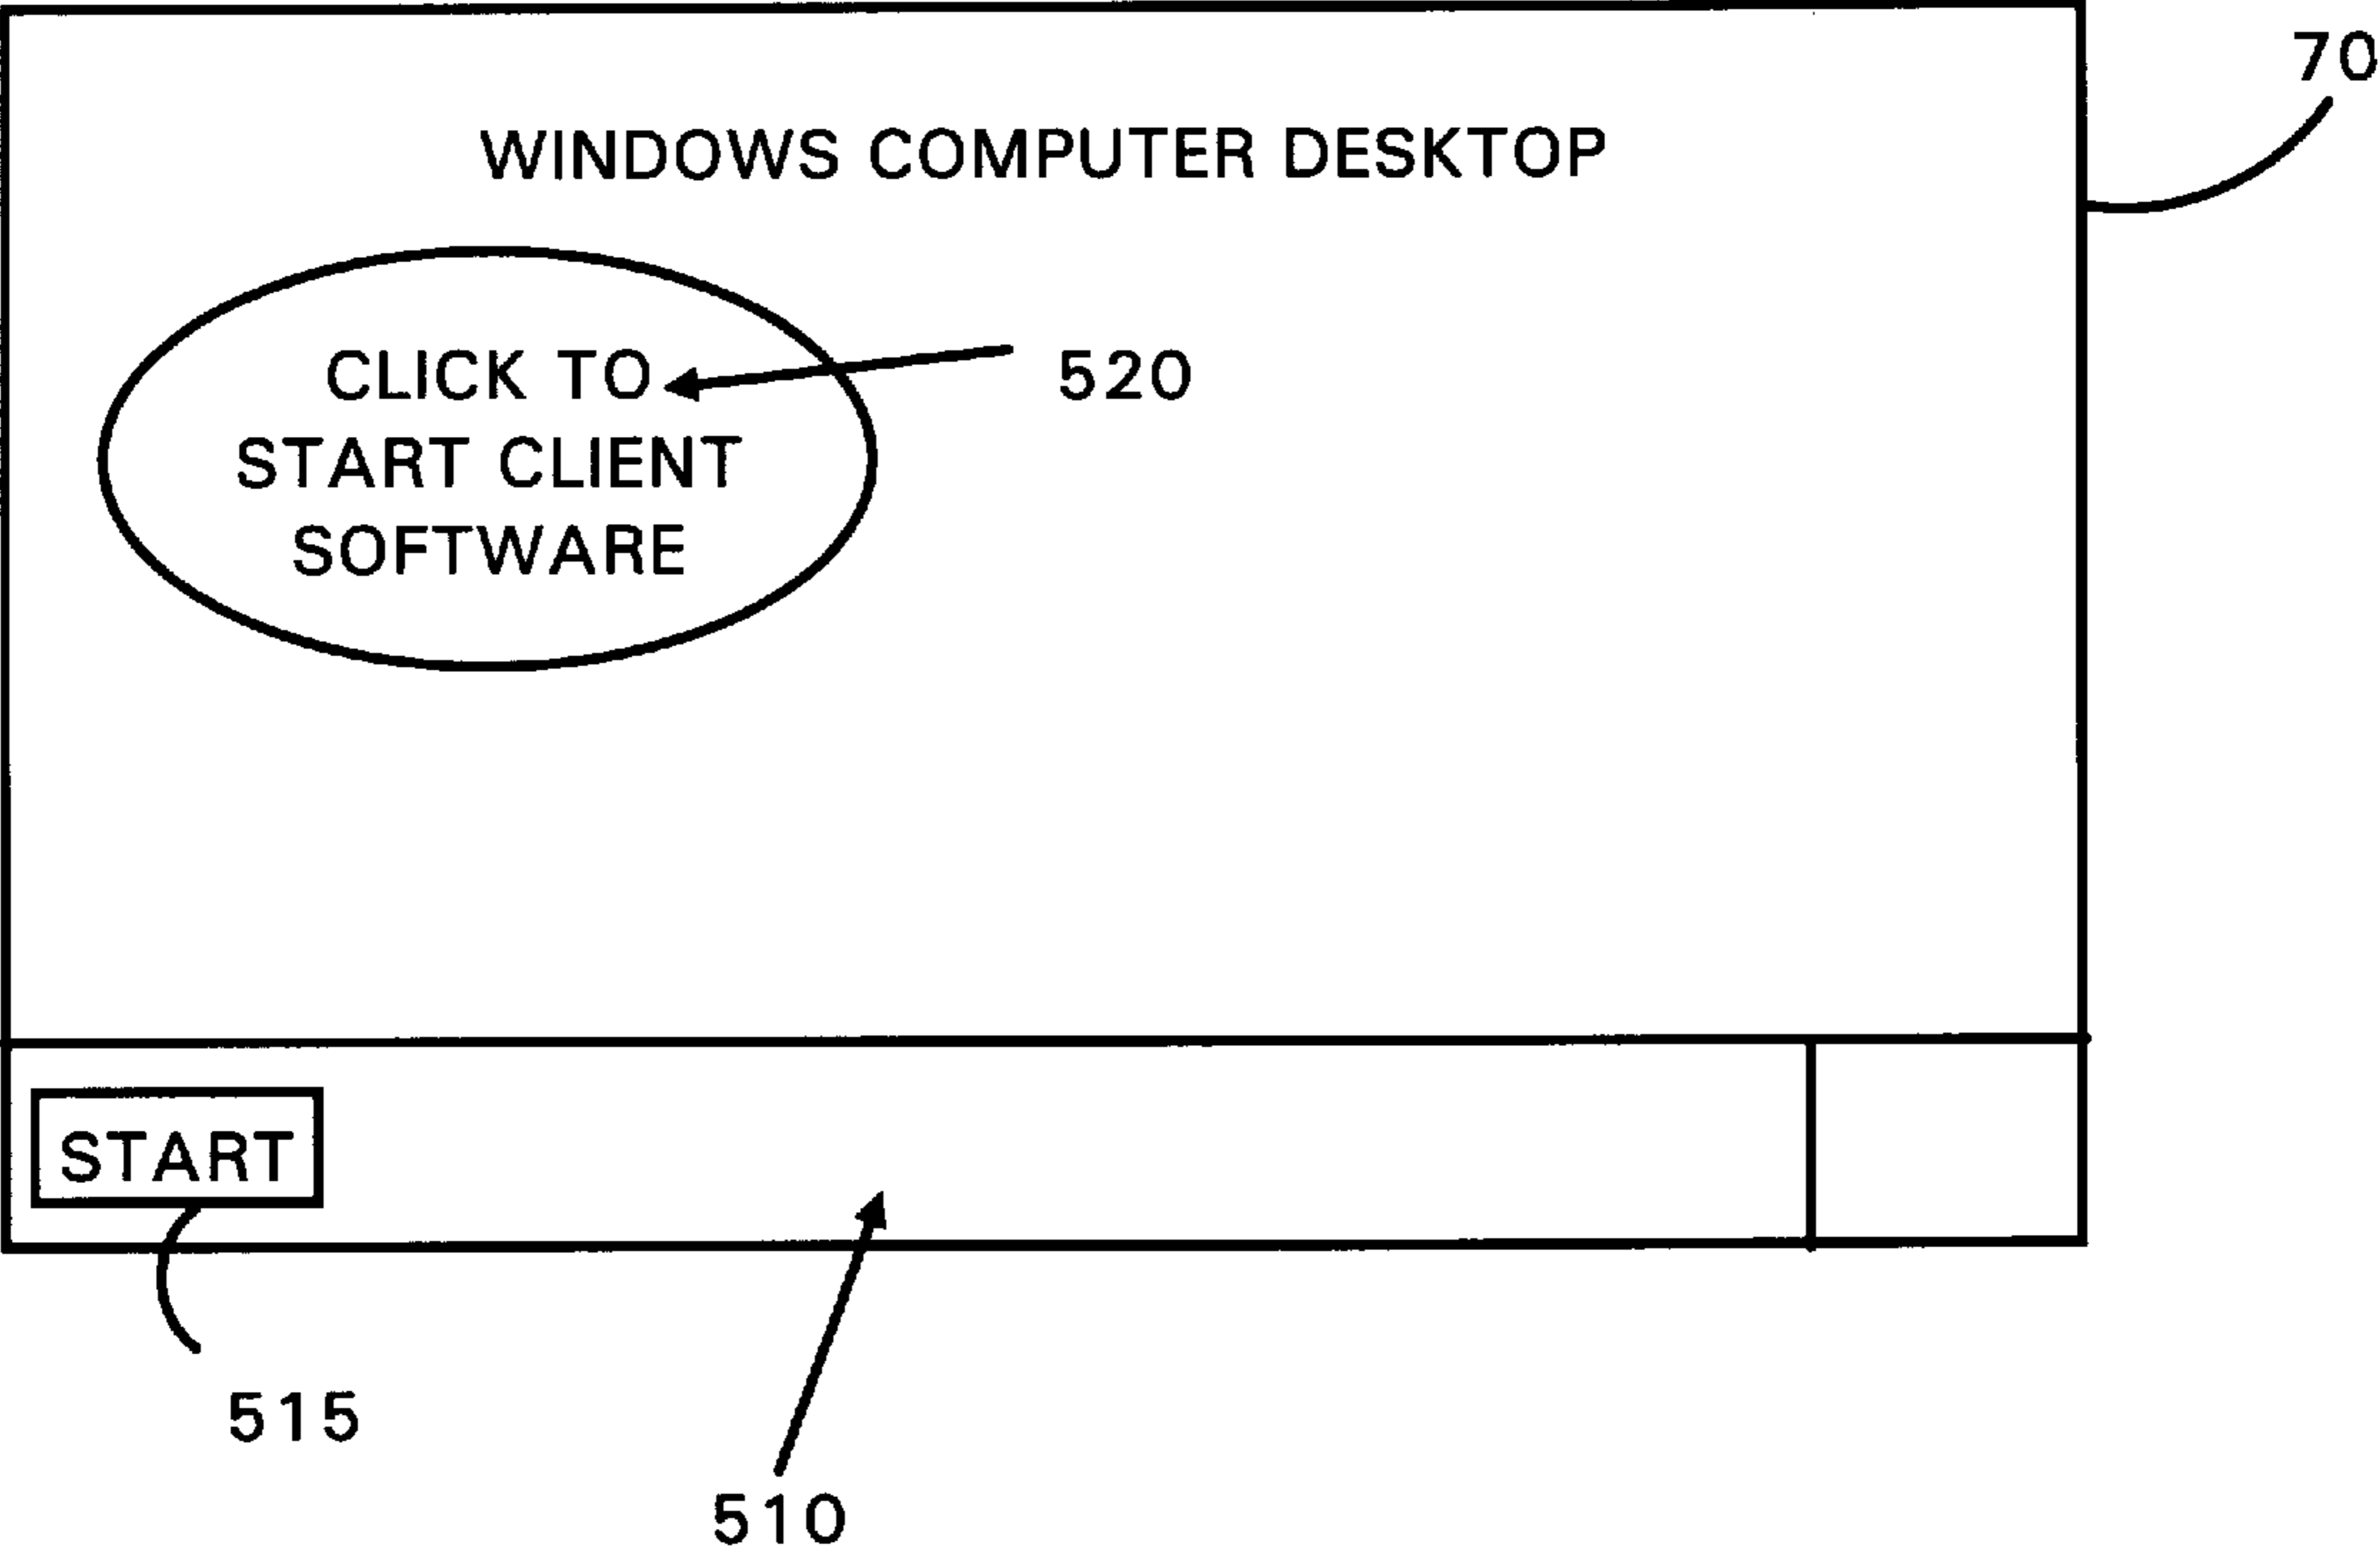 70
WINDOWS COMPUTER DESKTOP
CLICK TO
START CLIENT
SOFTWARE
520
START
515
510